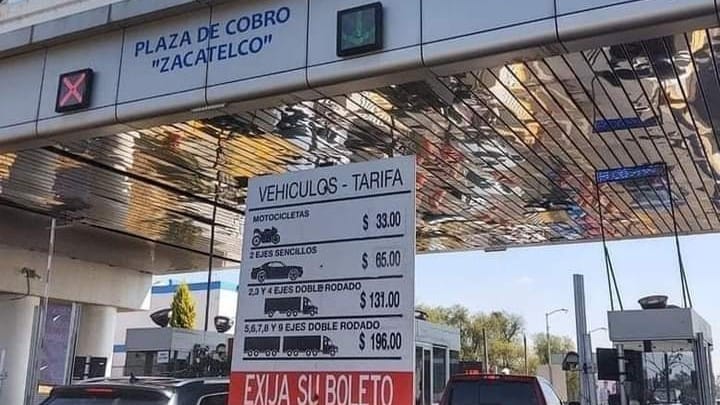 PLAZA DE COBRO
"ZACATELCO"
VEHICULOS - TARIFA
MOTOCICLETAS
$ 33.00
2 EJES SENCILLOS
$ 65.00
2,3 Y 4 EJES DOBLE RODADO
$ 131.00
5,6,7,8 Y 9 EJES DOBLE RODADO
$ 196.00
EXIJA SU BOLETO